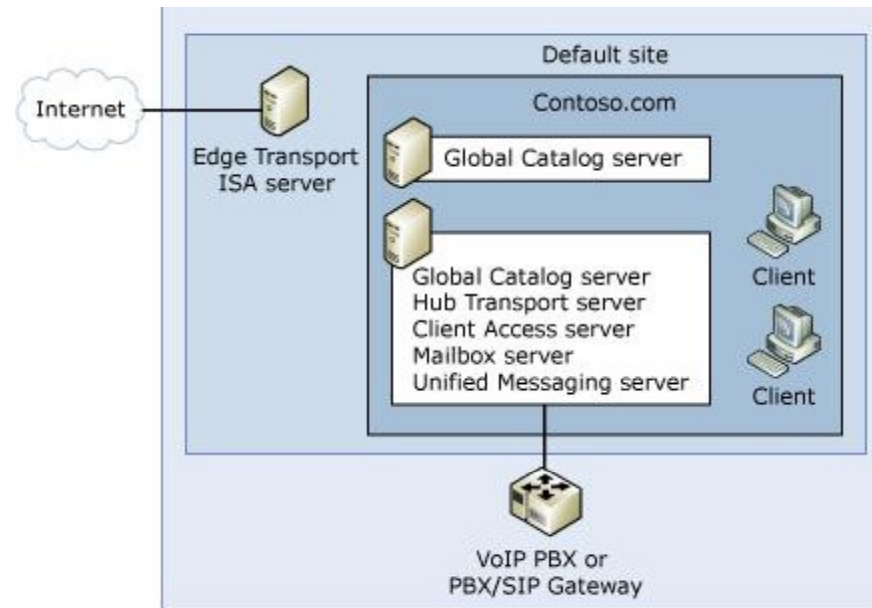 Default site
Contoso.com
Internet
Edge Transport
ISA server
Global Catalog server
Global Catalog server
Hub Transport server
Client Access server
Mailbox server
Unified Messaging server
Client
Client
VoIP PBX or
PBX/SIP Gateway